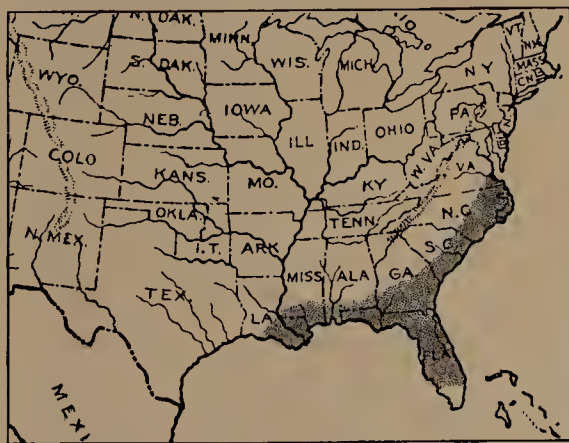 N.
DAK.
MINN.
WIS.
MICH.
N Y
VT.
N.H.
MASS
CN.
WYO.
S. DAK.
NEB.
IOWA
ILL
IND.
OHIO
PA.
COLO
KANS.
MO.
KY
W. VA.
VA.
N. MEX.
OKLA.
I.T.
ARK.
TENN.
N.C.
S.C.
TEX.
LA.
MISS
ALA
GA.
FLA.
MEXI